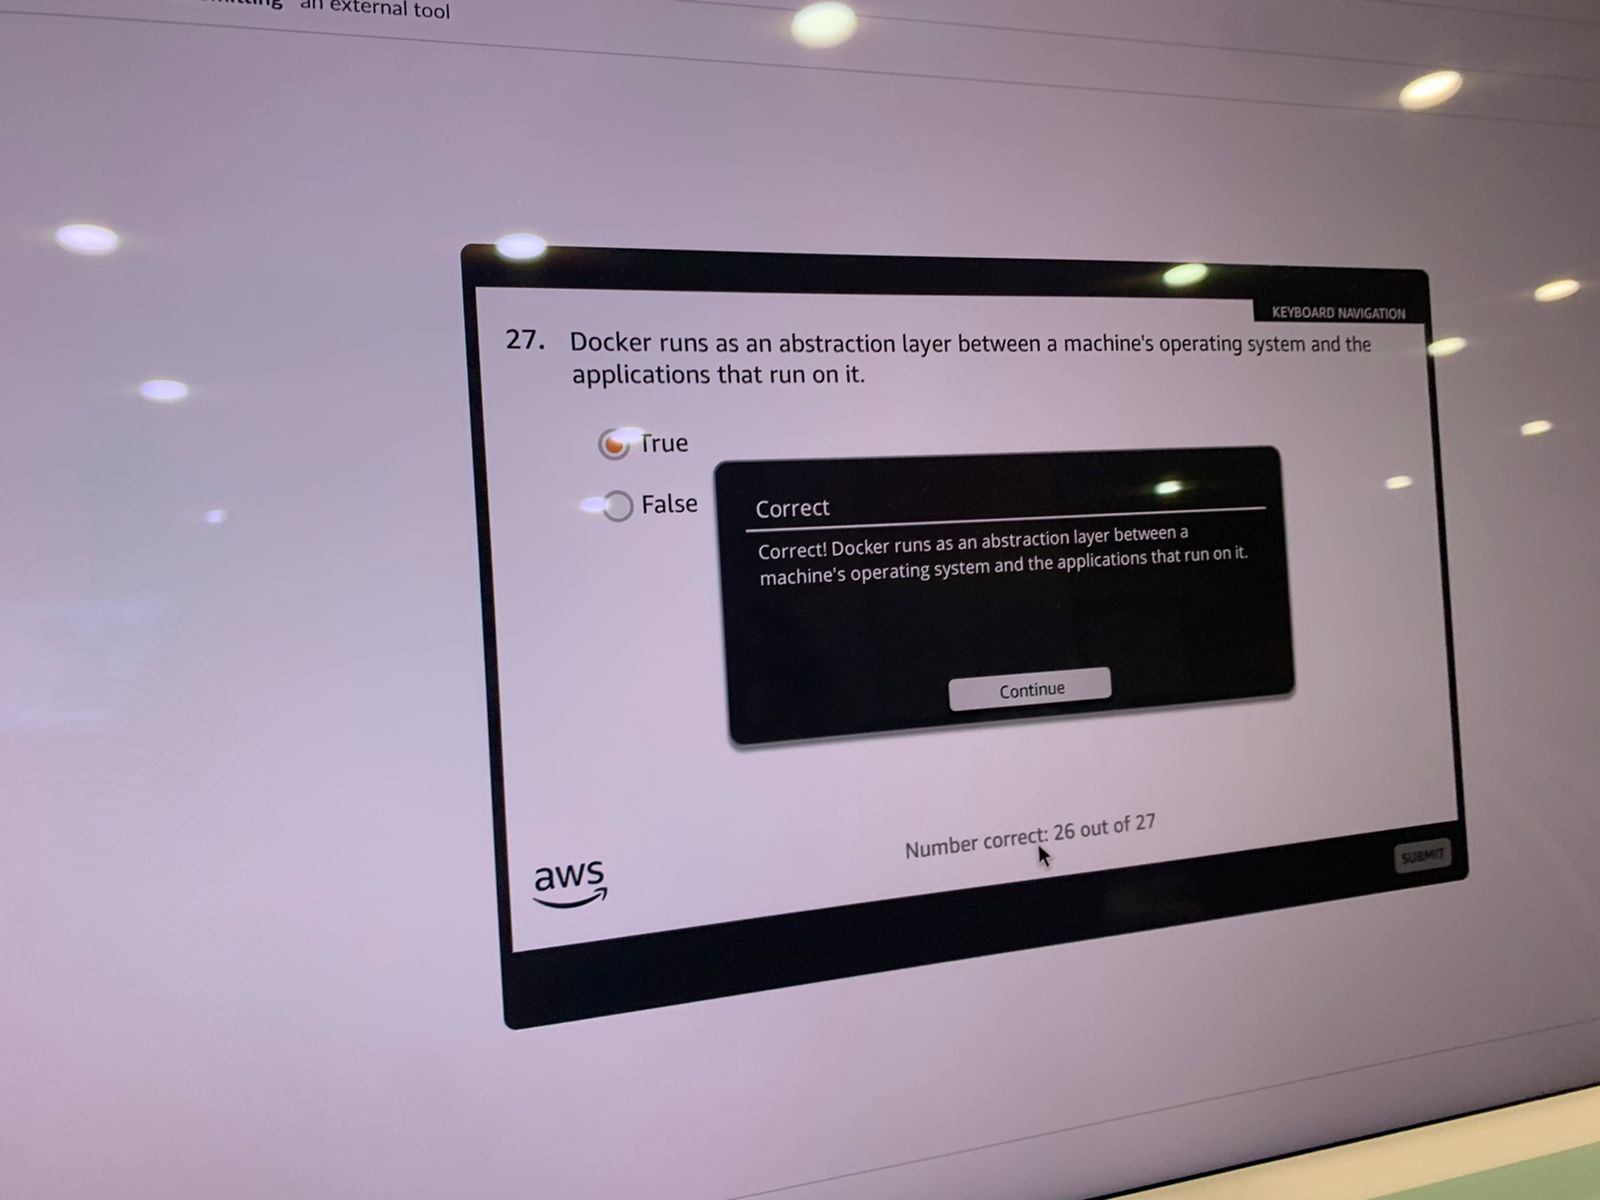 an external tool
KEYBOARD NAVIGATION
27. Docker runs as an abstraction layer between a machine's operating system and the
applications that run on it.
True
False
Correct
Correct! Docker runs as an abstraction layer between a
machine's operating system and the applications that run on it.
Continue
Number correct: 26 out of 27
aws
SUBMIT